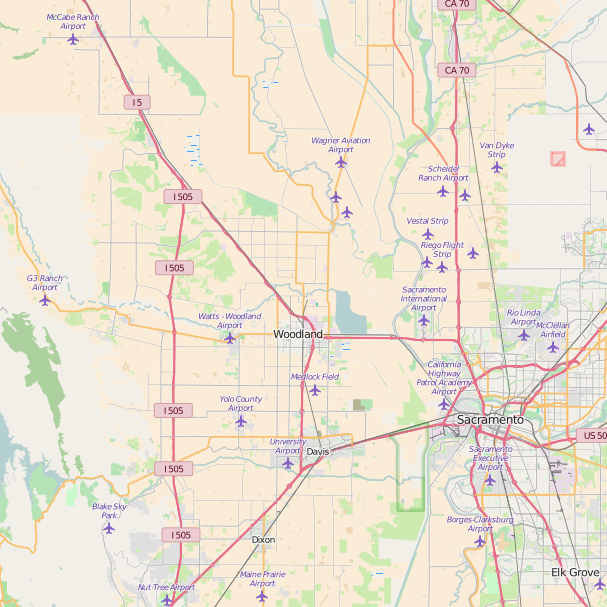 CA 70
McCabe Ranch
Airport
CA 70
I 5
Wagner Aviation
Airport
Van Dyke
Strip
Scheidel
Ranch Airport
I 505
Vestal Strip
Riego Flight
Strip
I 505
G3 Ranch
Airport
Sacramento
International
Airport
Watts - Woodland
Airport
Rio Linda
Airport
McClellan
Airfield
Woodland
California
Highway
Patrol Academy
Airport
Medlock Field
Yolo County
Airport
I 505
Sacramento
US 50
University
Airport
Davis
Sacramento
Executive
Airport
I 505
Blake Sky
Park
Borges-Clarksburg
Airport
I 505
Dixon
Elk Grove
Maine Prairie
Airport
Nut Tree Airport